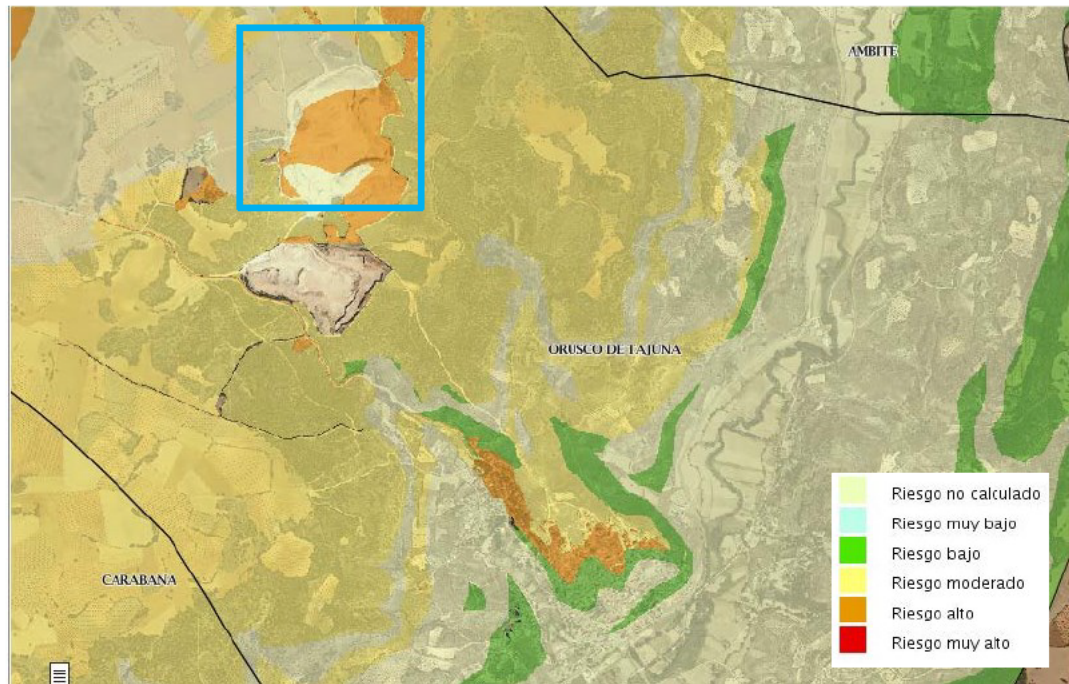 AMBITE
ORUSCO DE TAJUNA
CARABANA
Riesgo no calculado
Riesgo muy bajo
Riesgo bajo
Riesgo moderado
Riesgo alto
Riesgo muy alto